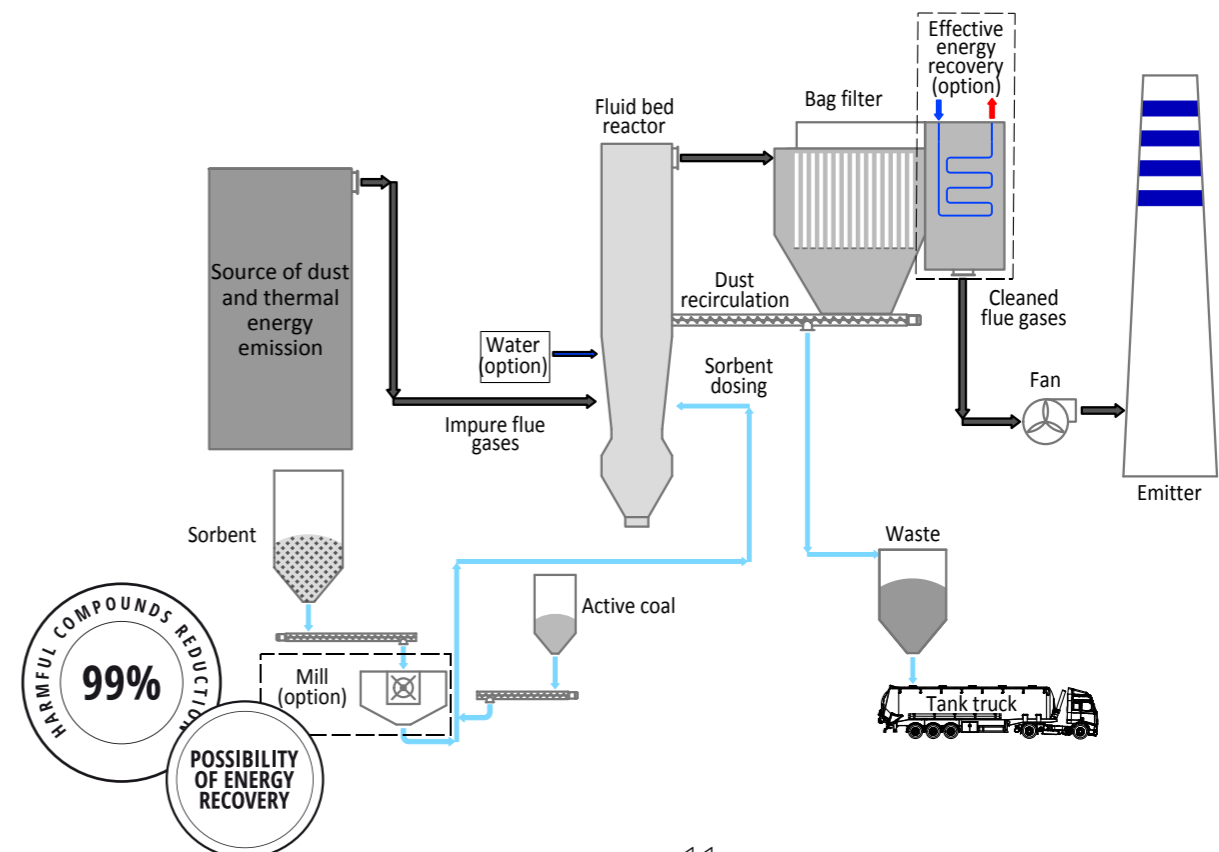 Effective
energy
recovery
(option)
Bag filter
Fluid bed
reactor
Source of dust
and thermal
energy
emission
Dust
recirculation
Cleaned
flue gases
Water
(option)
Sorbent
dosing
Fan
Impure flue
gases
Emitter
Sorbent
Waste
Active coal
HARMFUL COMPOUNDS REDUCTION
99%
Mill
(option)
Tank truck
POSSIBILITY
OF ENERGY
RECOVERY